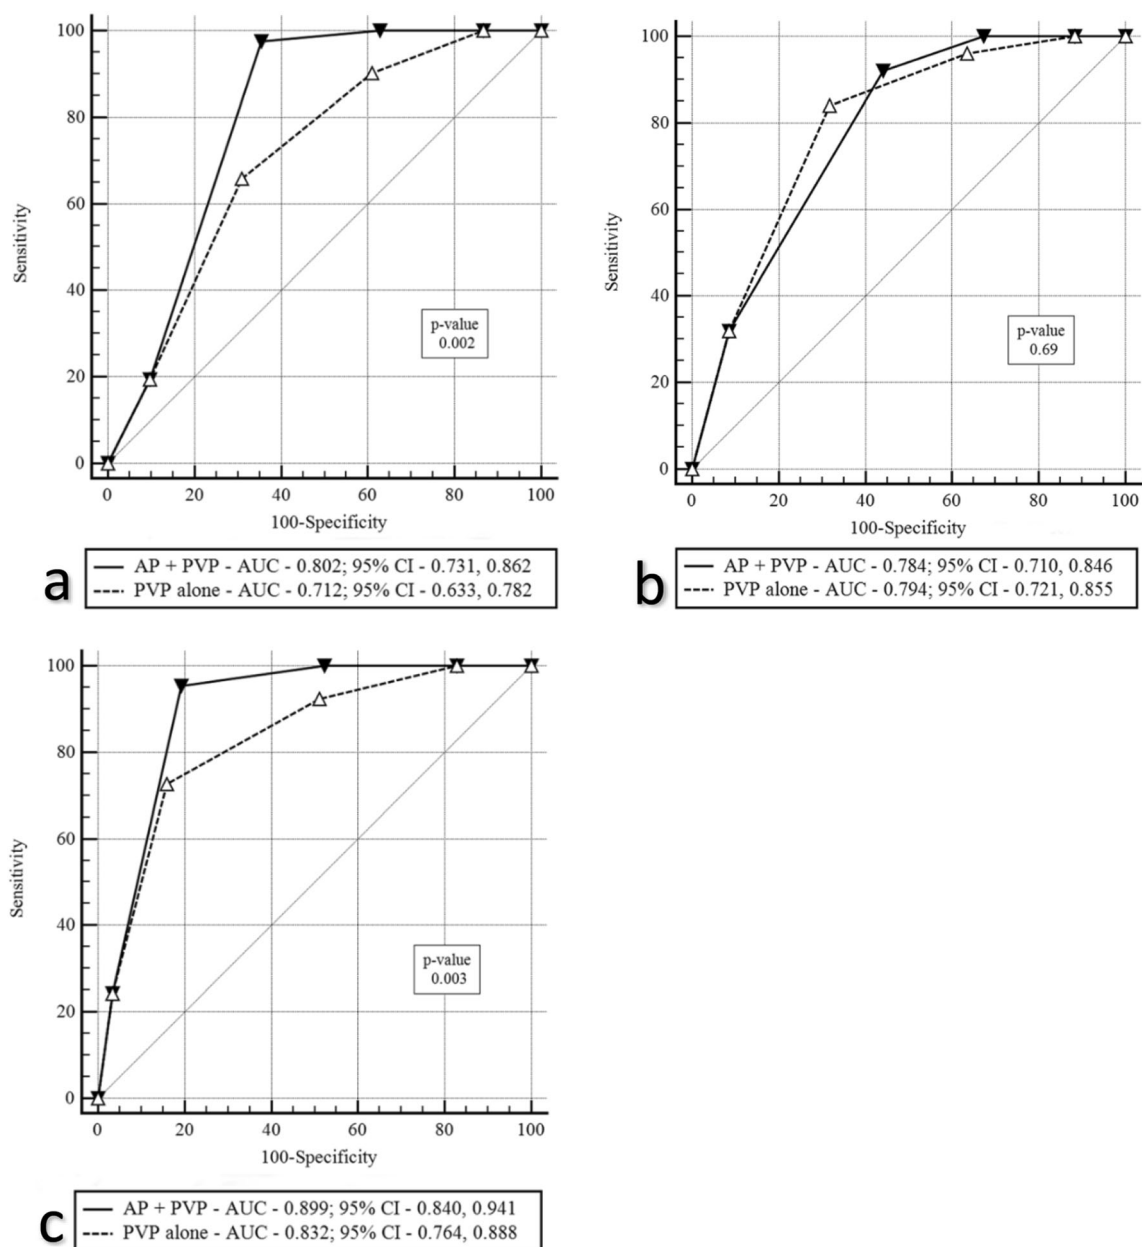 100
80
60
40
20
0
Sensitivity
p-value
0.002
0 20 40 60 80 100
100-Specificity
a
AP + PVP - AUC - 0.802; 95% CI - 0.731, 0.862
PVP alone - AUC - 0.712; 95% CI - 0.633, 0.782
100
80
60
40
20
0
Sensitivity
p-value
0.69
0 20 40 60 80 100
100-Specificity
b
AP + PVP - AUC - 0.784; 95% CI - 0.710, 0.846
PVP alone - AUC - 0.794; 95% CI - 0.721, 0.855
100
80
60
40
20
0
Sensitivity
p-value
0.003
0 20 40 60 80 100
100-Specificity
c
AP + PVP - AUC - 0.899; 95% CI - 0.840, 0.941
PVP alone - AUC - 0.832; 95% CI - 0.764, 0.888